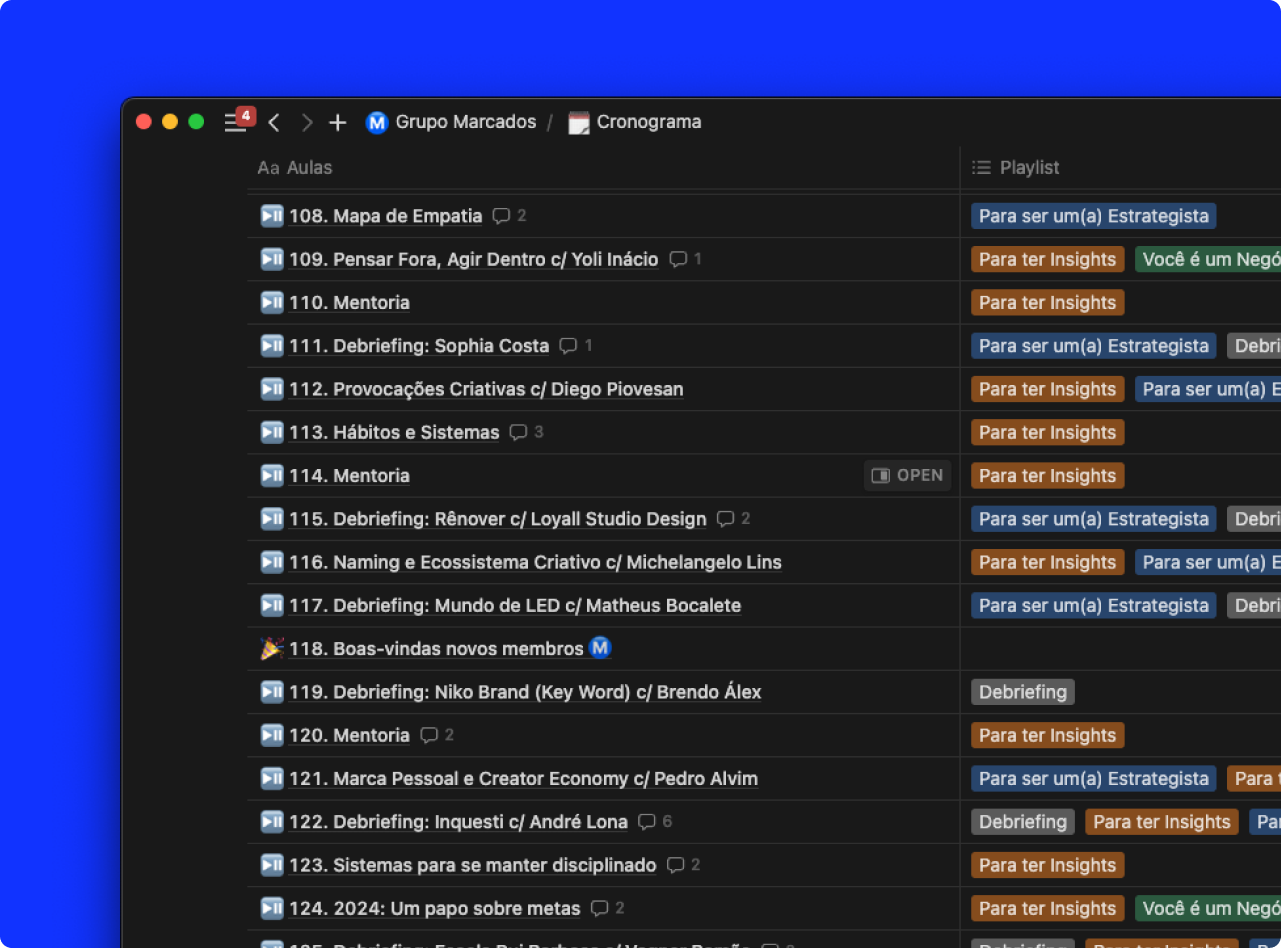 4
M Grupo Marcados / Cronograma
Aa Aulas Playlist
108. Mapa de Empatia 2 Para ser um(a) Estrategista
109. Pensar Fora, Agir Dentro c/ Yoli Inácio 1 Para ter Insights Você é um Negó
110. Mentoria Para ter Insights
111. Debriefing: Sophia Costa 1 Para ser um(a) Estrategista Debri
112. Provocações Criativas c/ Diego Piovesan Para ter Insights Para ser um(a) E
113. Hábitos e Sistemas 3 Para ter Insights
114. Mentoria OPEN Para ter Insights
115. Debriefing: Rênover c/ Loyall Studio Design 2 Para ser um(a) Estrategista Debri
116. Naming e Ecossistema Criativo c/ Michelangelo Lins Para ter Insights Para ser um(a) E
117. Debriefing: Mundo de LED c/ Matheus Bocalete Para ser um(a) Estrategista Debri
118. Boas-vindas novos membros M
119. Debriefing: Niko Brand (Key Word) c/ Brendo Álex Debriefing
120. Mentoria 2 Para ter Insights
121. Marca Pessoal e Creator Economy c/ Pedro Alvim Para ser um(a) Estrategista Para t
122. Debriefing: Inquesti c/ André Lona 6 Debriefing Para ter Insights Par
123. Sistemas para se manter disciplinado 2 Para ter Insights
124. 2024: Um papo sobre metas 2 Para ter Insights Você é um Negó